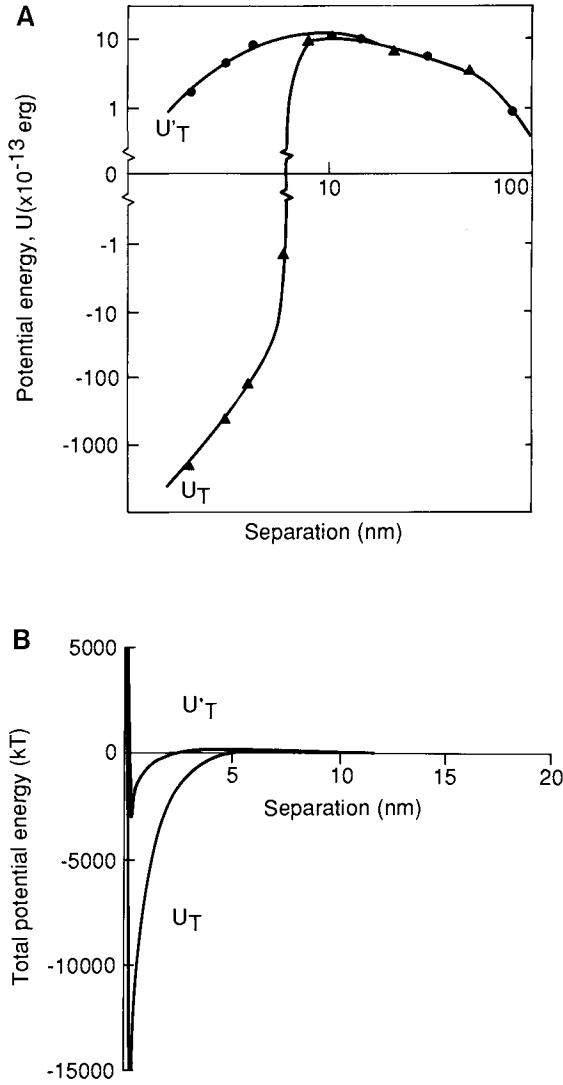 A
Potential energy, U(x10⁻¹³ erg)
10
1
U'T
0
10
100
-1
-10
-100
-1000
UT
Separation (nm)
B
Total potential energy (kT)
5000
U'T
0
5
10
15
20
Separation (nm)
-5000
UT
-10000
-15000